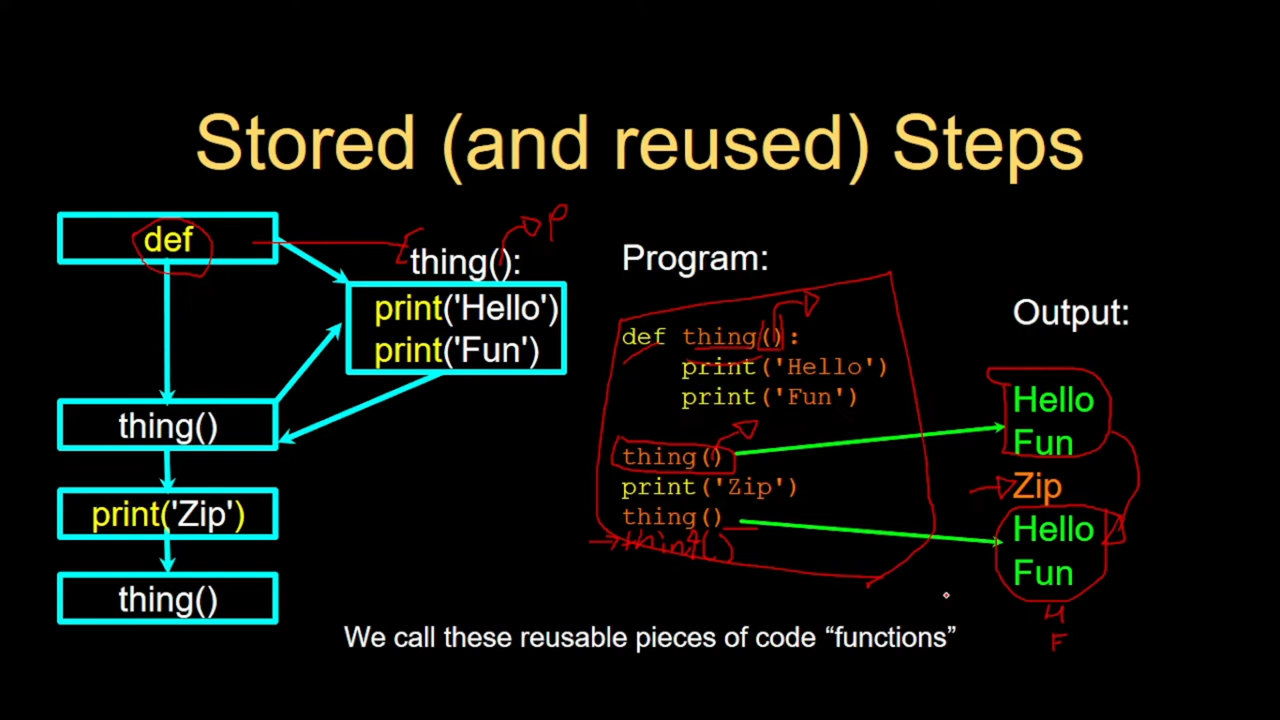 Stored (and reused) Steps
def
P
thing():
print('Hello')
print('Fun')
thing()
print('Zip')
thing()
Program:
def thing():
    print('Hello')
    print('Fun')
thing()
print('Zip')
thing()
thing()
Output:
Hello
Fun
Zip
Hello
Fun
H
F
We call these reusable pieces of code “functions”